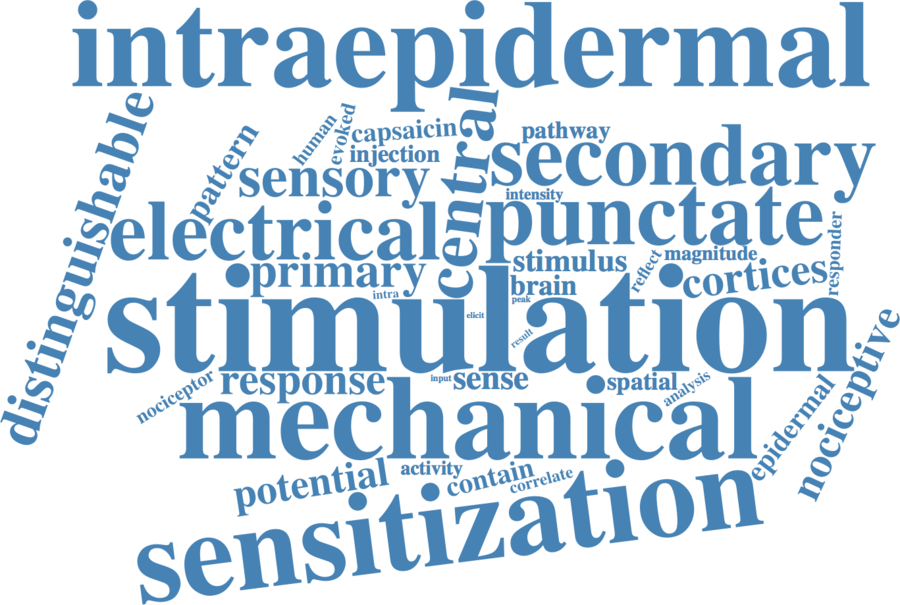 intraepidermal
distinguishable
pattern
human
evoked
capsaicin
injection
central
pathway
secondary
sensory
intensity
electrical
punctate
primary
stimulus
reflect
magnitude
responder
cortices
brain
intra
peak
stimulation
elicit
result
nociceptor
response
input
sense
spatial
analysis
mechanical
epidermal
nociceptive
potential
activity
contain
correlate
sensitization